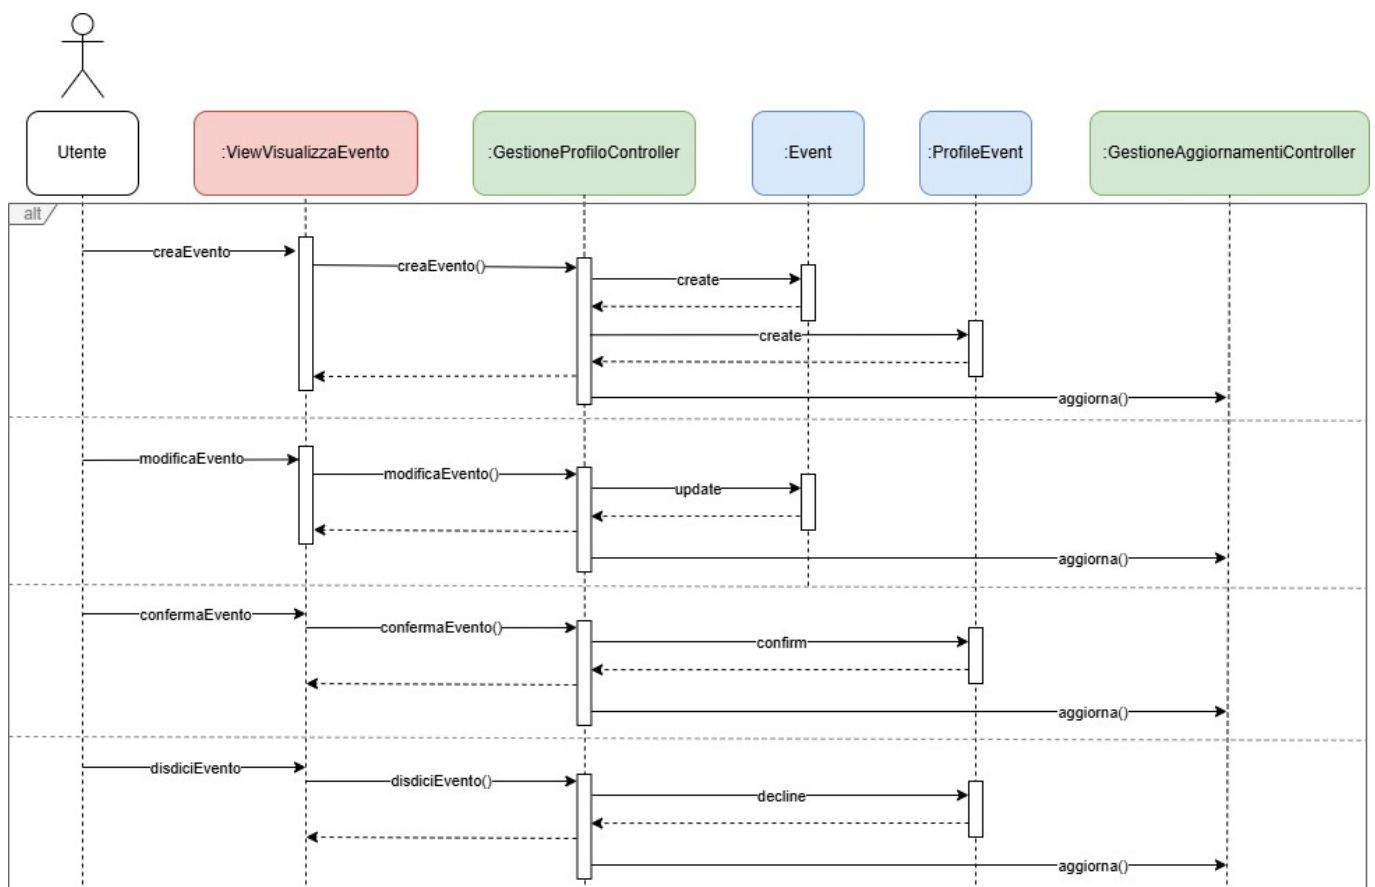 Utente
:ViewVisualizzaEvento
:GestioneProfiloController
:Event
:ProfileEvent
:GestioneAggiornamentiController
alt
creaEvento
creaEvento()
create
create
aggiorna()
modificaEvento
modificaEvento()
update
aggiorna()
confermaEvento
confermaEvento()
confirm
aggiorna()
disdiciEvento
disdiciEvento()
decline
aggiorna()